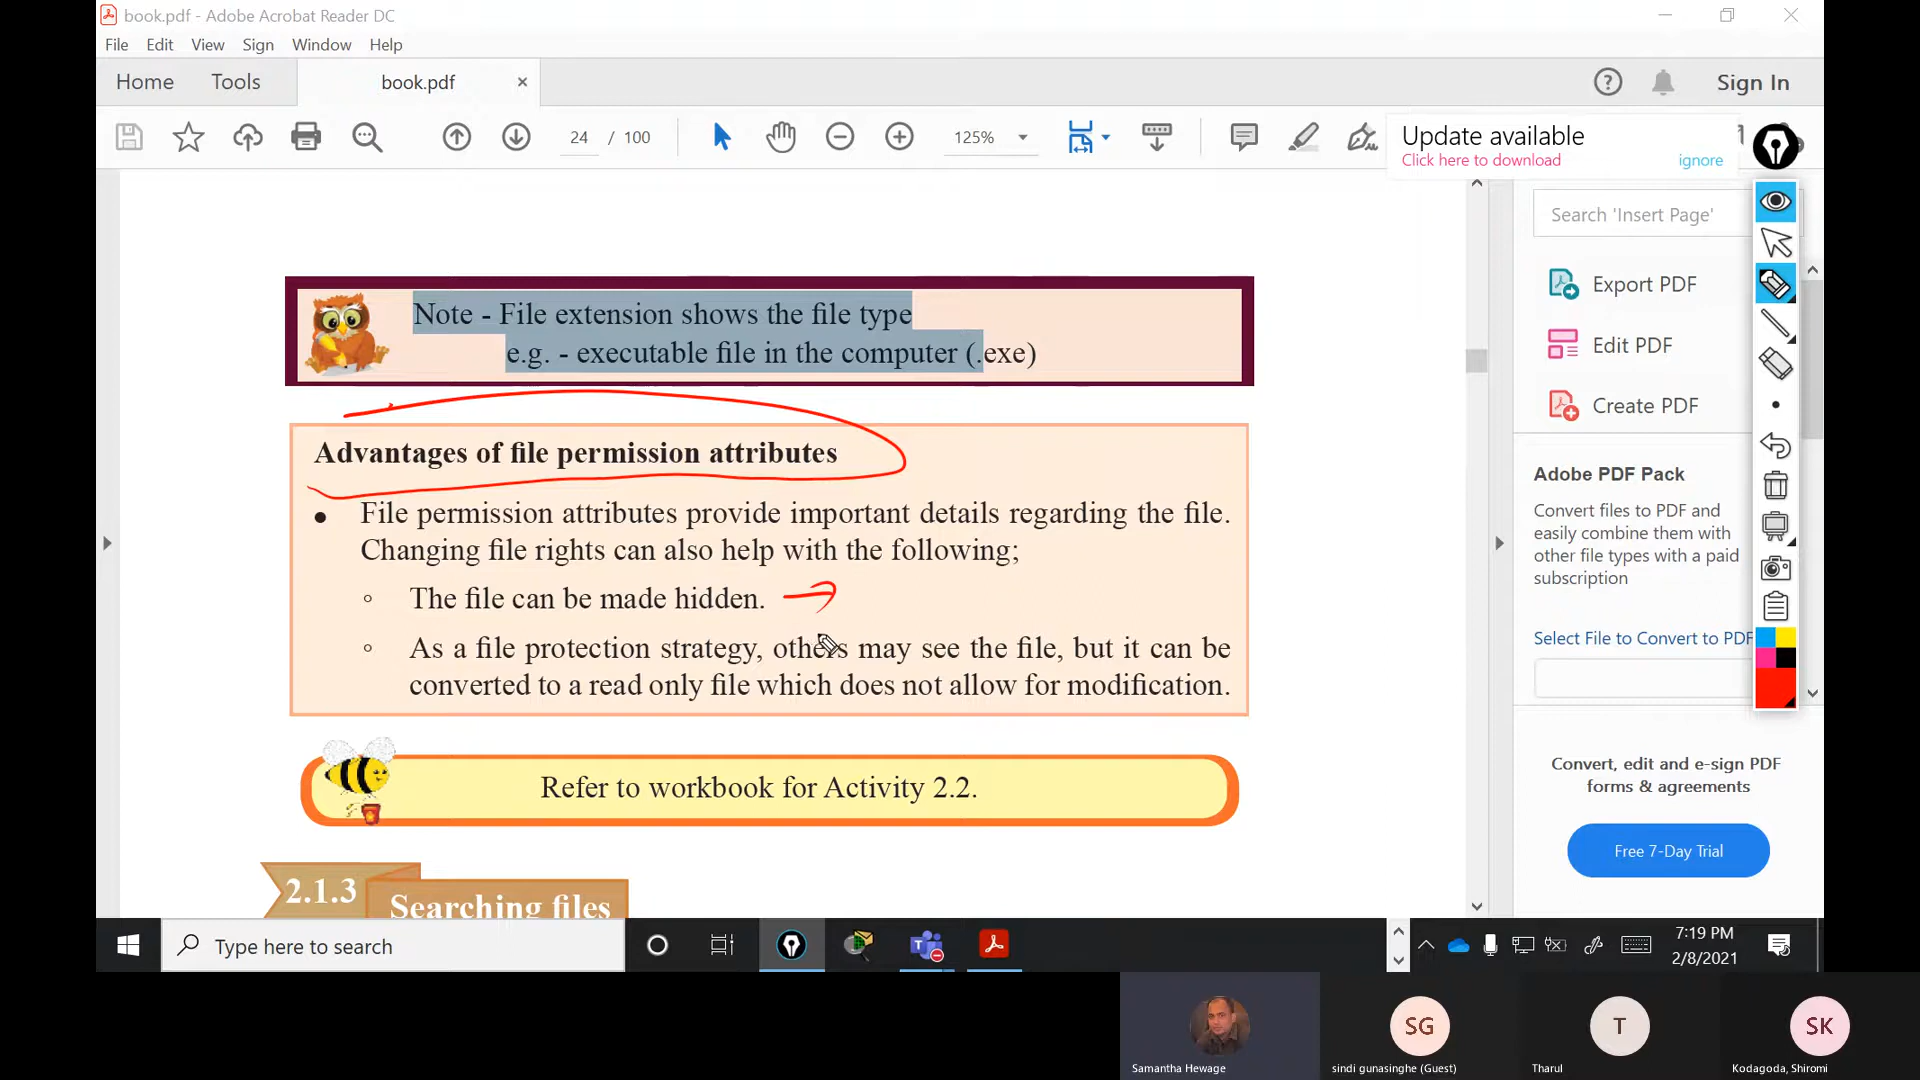 book.pdf - Adobe Acrobat Reader DC
File Edit View Sign Window Help
Home Tools book.pdf × Sign In
24 / 100 125%
Update available
Click here to download ignore
Search 'Insert Page'
Note - File extension shows the file type
e.g. - executable file in the computer (.exe)
Export PDF
Edit PDF
Create PDF
Advantages of file permission attributes
• File permission attributes provide important details regarding the file.
Changing file rights can also help with the following;
◦ The file can be made hidden.
◦ As a file protection strategy, others may see the file, but it can be
converted to a read only file which does not allow for modification.
Adobe PDF Pack
Convert files to PDF and
easily combine them with
other file types with a paid
subscription
Select File to Convert to PDF
Refer to workbook for Activity 2.2.
Convert, edit and e-sign PDF
forms & agreements
Free 7-Day Trial
2.1.3 Searching files
Type here to search
7:19 PM
2/8/2021
SG T SK
Samantha Hewage sindi gunasinghe (Guest) Tharul Kodagoda, Shiromi